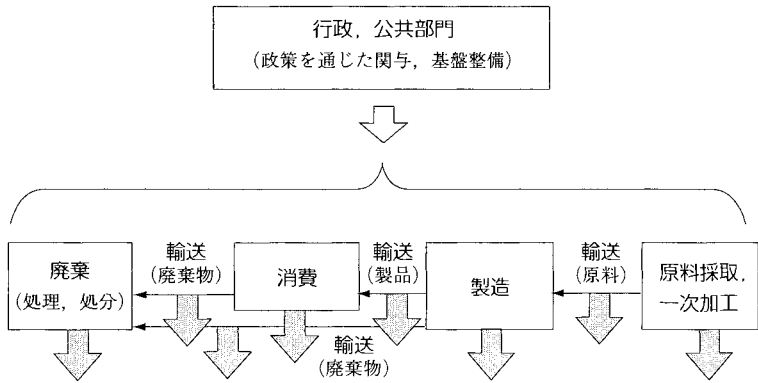 行政，公共部門
（政策を通じた関与，基盤整備）
廃棄
（処理，処分）
輸送
（廃棄物）
消費
輸送
（製品）
製造
輸送
（原料）
原料採取，
一次加工
輸送
（廃棄物）